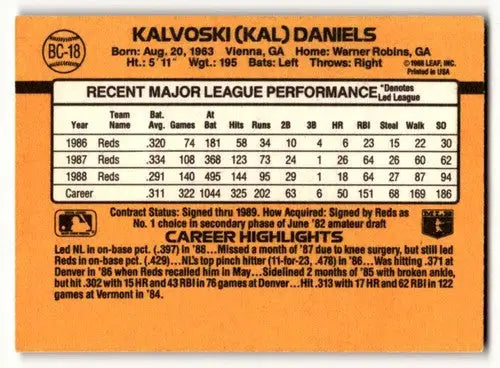 BC-18
KALVOSKI (KAL) DANIELS
Born: Aug. 20, 1963 Vienna, GA Home: Warner Robins, GA
Ht.: 5'11" Wgt.: 195 Bats: Left Throws: Right
©1988 LEAF, INC.
Printed in USA
RECENT MAJOR LEAGUE PERFORMANCE
*Denotes
Led League
Year Team Name Bat. Avg. Games At Bat Hits Runs 2B 3B HR RBI Steal Walk SO
1986 Reds .320 74 181 58 34 10 4 6 23 15 22 30
1987 Reds .334 108 368 123 73 24 1 26 64 26 60 62
1988 Reds .291 140 495 144 95 29 1 18 64 27 87 94
Career .311 322 1044 325 202 63 6 50 151 68 169 186
Contract Status: Signed thru 1989. How Acquired: Signed by Reds as
No. 1 choice in secondary phase of June '82 amateur draft
CAREER HIGHLIGHTS
Led NL in on-base pct. (.397) in '88...Missed a month of '87 due to knee surgery, but still led
Reds in on-base pct. (.429)...NL's top pinch hitter (11-for-23, .478) in '86...Was hitting .371 at
Denver in '86 when Reds recalled him in May...Sidelined 2 months of '85 with broken ankle,
but hit .302 with 15 HR and 43 RBI in 76 games at Denver...Hit .313 with 17 HR and 62 RBI in 122
games at Vermont in '84.